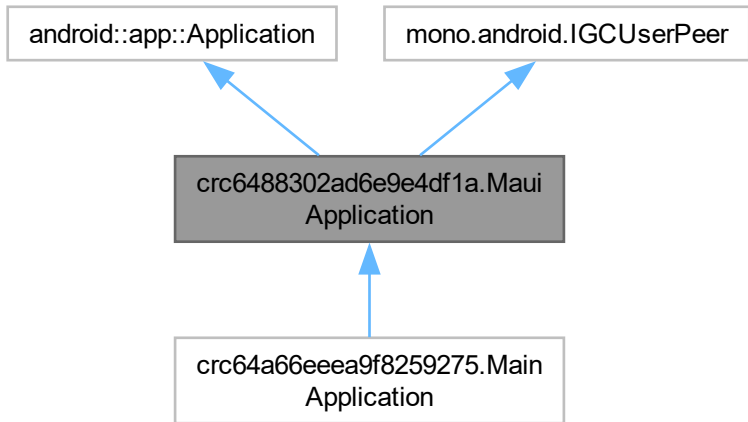 android::app::Application
mono.android.IGCUserPeer
crc6488302ad6e9e4df1a.Maui
Application
crc64a66eeea9f8259275.Main
Application